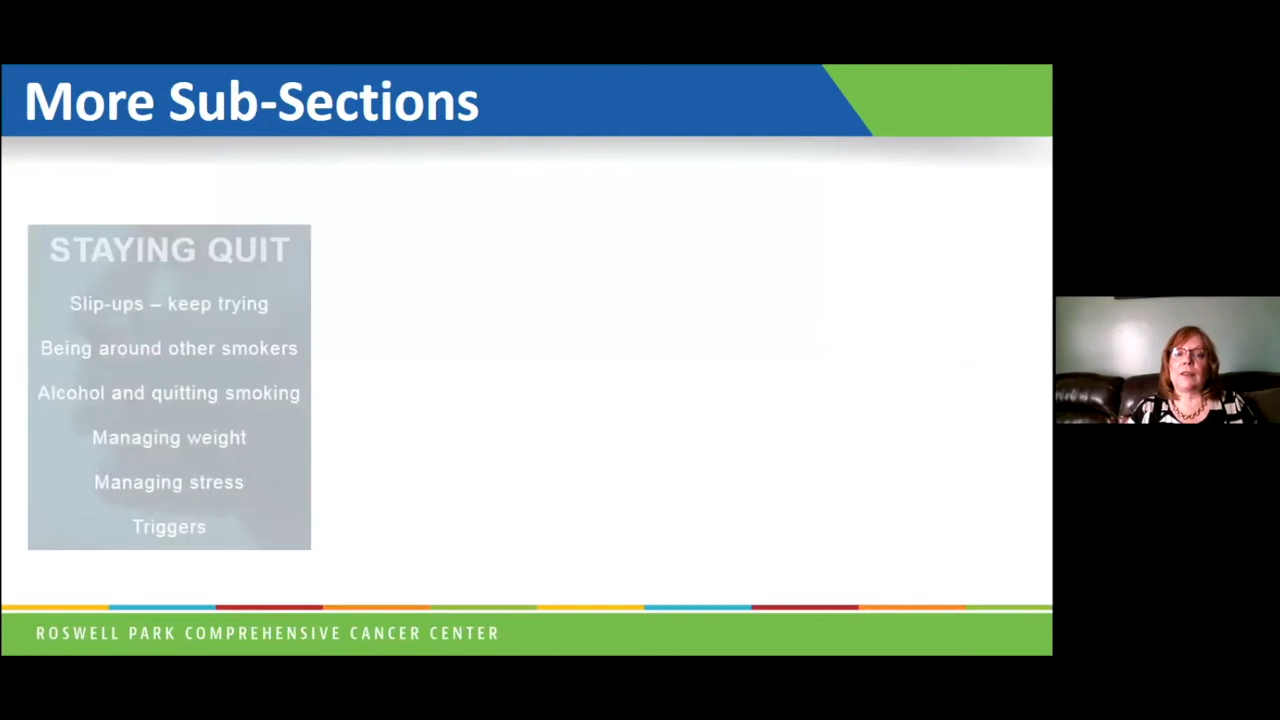 More Sub-Sections
STAYING QUIT
Slip-ups – keep trying
Being around other smokers
Alcohol and quitting smoking
Managing weight
Managing stress
Triggers
ROSWELL PARK COMPREHENSIVE CANCER CENTER